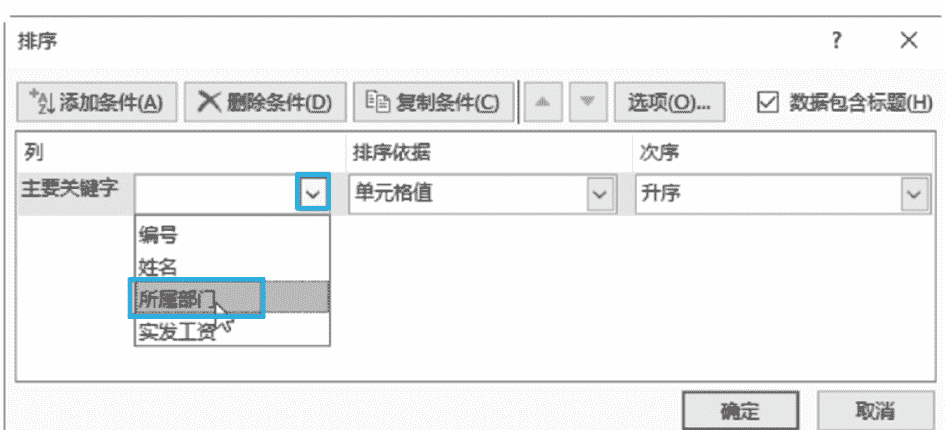 排序 ?
添加条件(A) 删除条件(D) 复制条件(C) 选项(O)... 数据包含标题(H)
列 排序依据 次序
主要关键字 单元格值 升序
编号
姓名
所属部门
实发工资
确定 取消